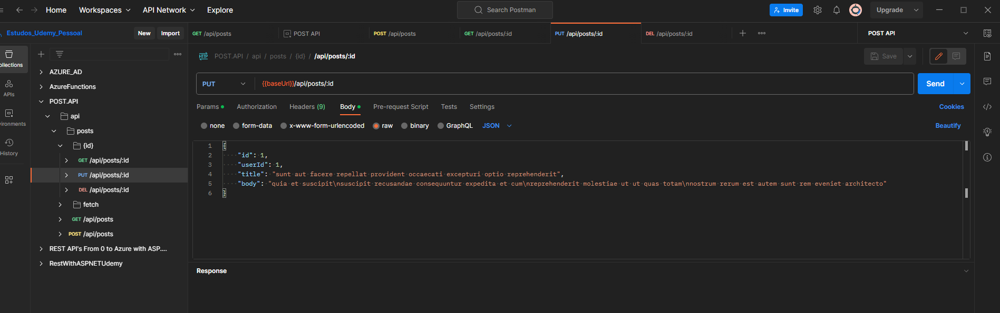 Home Workspaces API Network Explore Search Postman Invite Upgrade
Estudos_Udemy_Pessoal New Import GET /api/posts POST API POST /api/posts GET /api/posts/:id PUT /api/posts/:id DEL /api/posts/:id POST API
ollections
APIs
ironments
History
AZURE_AD
AzureFunctions
POST.API
api
posts
{id}
GET /api/posts/:id
PUT /api/posts/:id
DEL /api/posts/:id
fetch
GET /api/posts
POST /api/posts
REST API's From 0 to Azure with ASP....
RestWithASPNETUdemy
HTTP POST.API / api / posts / {id} / /api/posts/:id Save
PUT {{baseUrl}}/api/posts/:id Send
Params Authorization Headers (9) Body Pre-request Script Tests Settings Cookies
none form-data x-www-form-urlencoded raw binary GraphQL JSON Beautify
1 {
2 "id": 1,
3 "userId": 1,
4 "title": "sunt aut facere repellat provident occaecati excepturi optio reprehenderit",
5 "body": "quia et suscipit\nsuscipit recusandae consequuntur expedita et cum\nreprehenderit molestiae ut ut quas totam\nnostrum rerum est autem sunt rem eveniet architecto"
6 }
Response